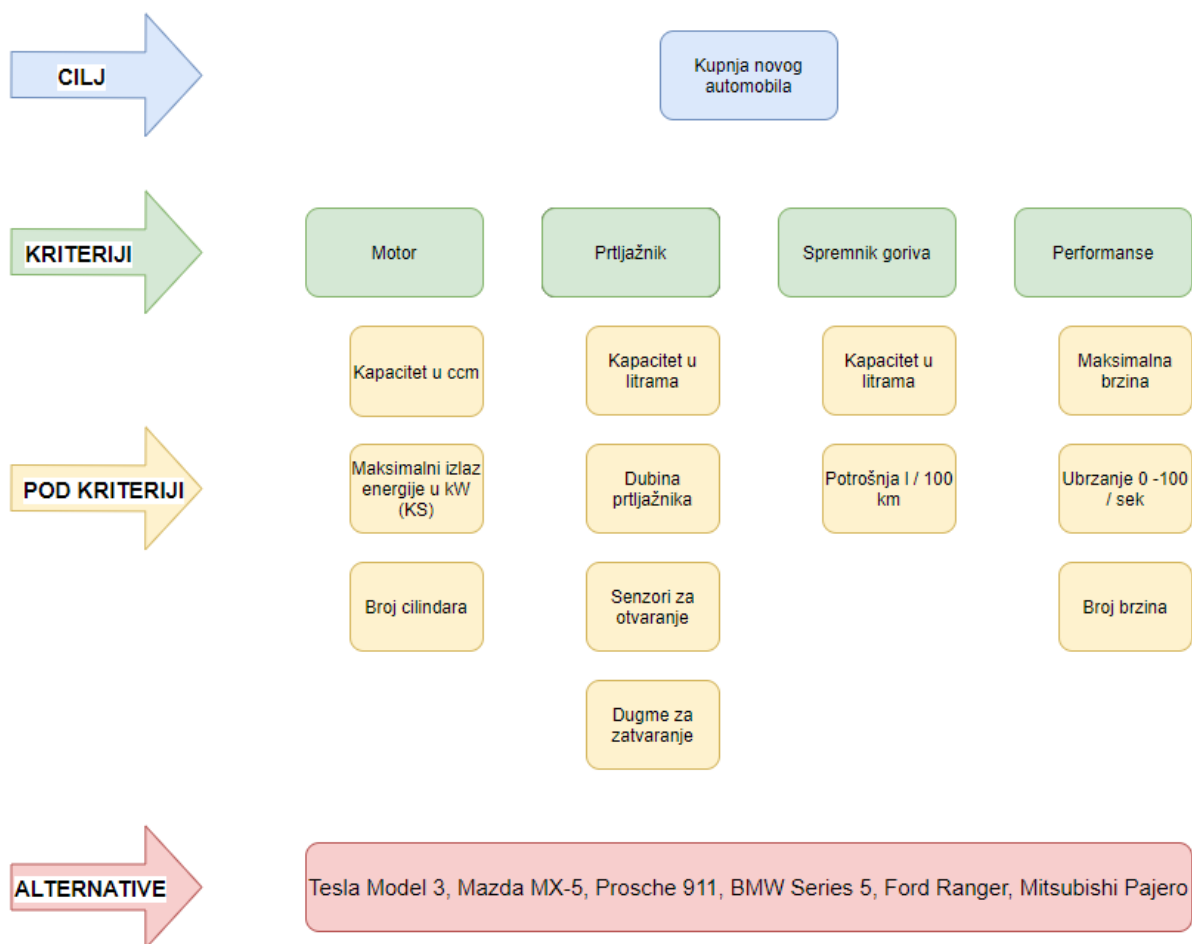 CILJ
Kupnja novog
automobila
KRITERIJI
Motor
Prtljažnik
Spremnik goriva
Performanse
POD KRITERIJI
Kapacitet u ccm
Kapacitet u
litrama
Kapacitet u
litrama
Maksimalna
brzina
Maksimalni izlaz
energije u kW
(KS)
Dubina
prtljažnika
Potrošnja l / 100
km
Ubrzanje 0 -100
/ sek
Broj cilindara
Senzori za
otvaranje
Broj brzina
Dugme za
zatvaranje
ALTERNATIVE
Tesla Model 3, Mazda MX-5, Prosche 911, BMW Series 5, Ford Ranger, Mitsubishi Pajero